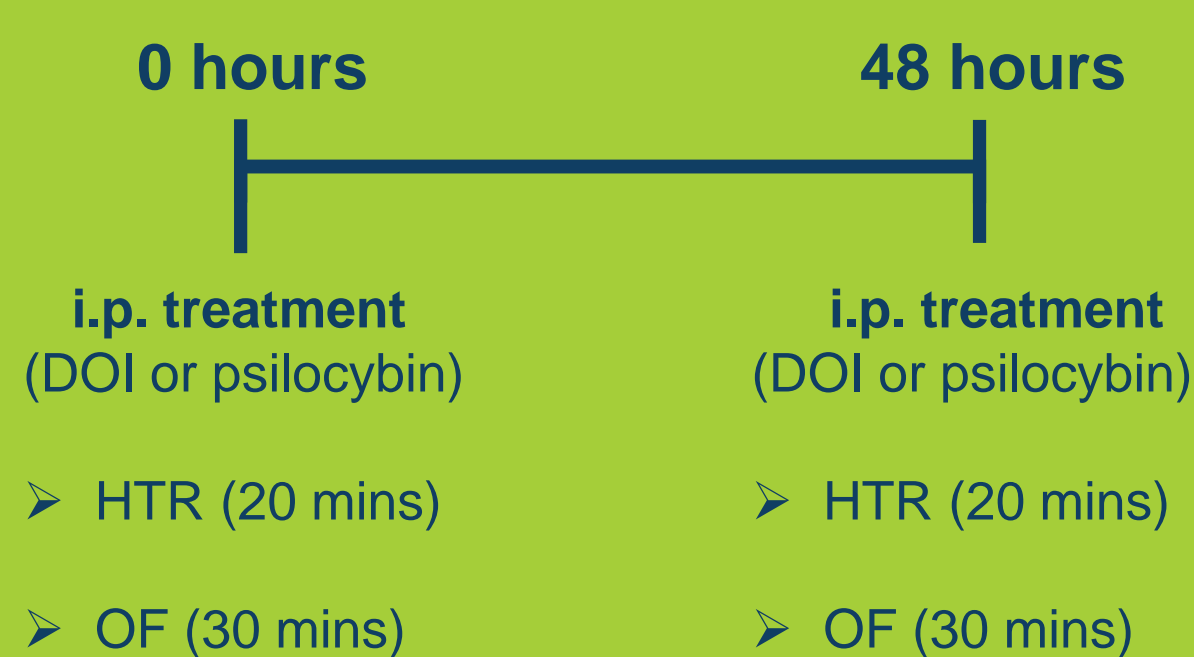 0 hours
48 hours
i.p. treatment
(DOI or psilocybin)
➢ HTR (20 mins)
➢ OF (30 mins)
i.p. treatment
(DOI or psilocybin)
➢ HTR (20 mins)
➢ OF (30 mins)